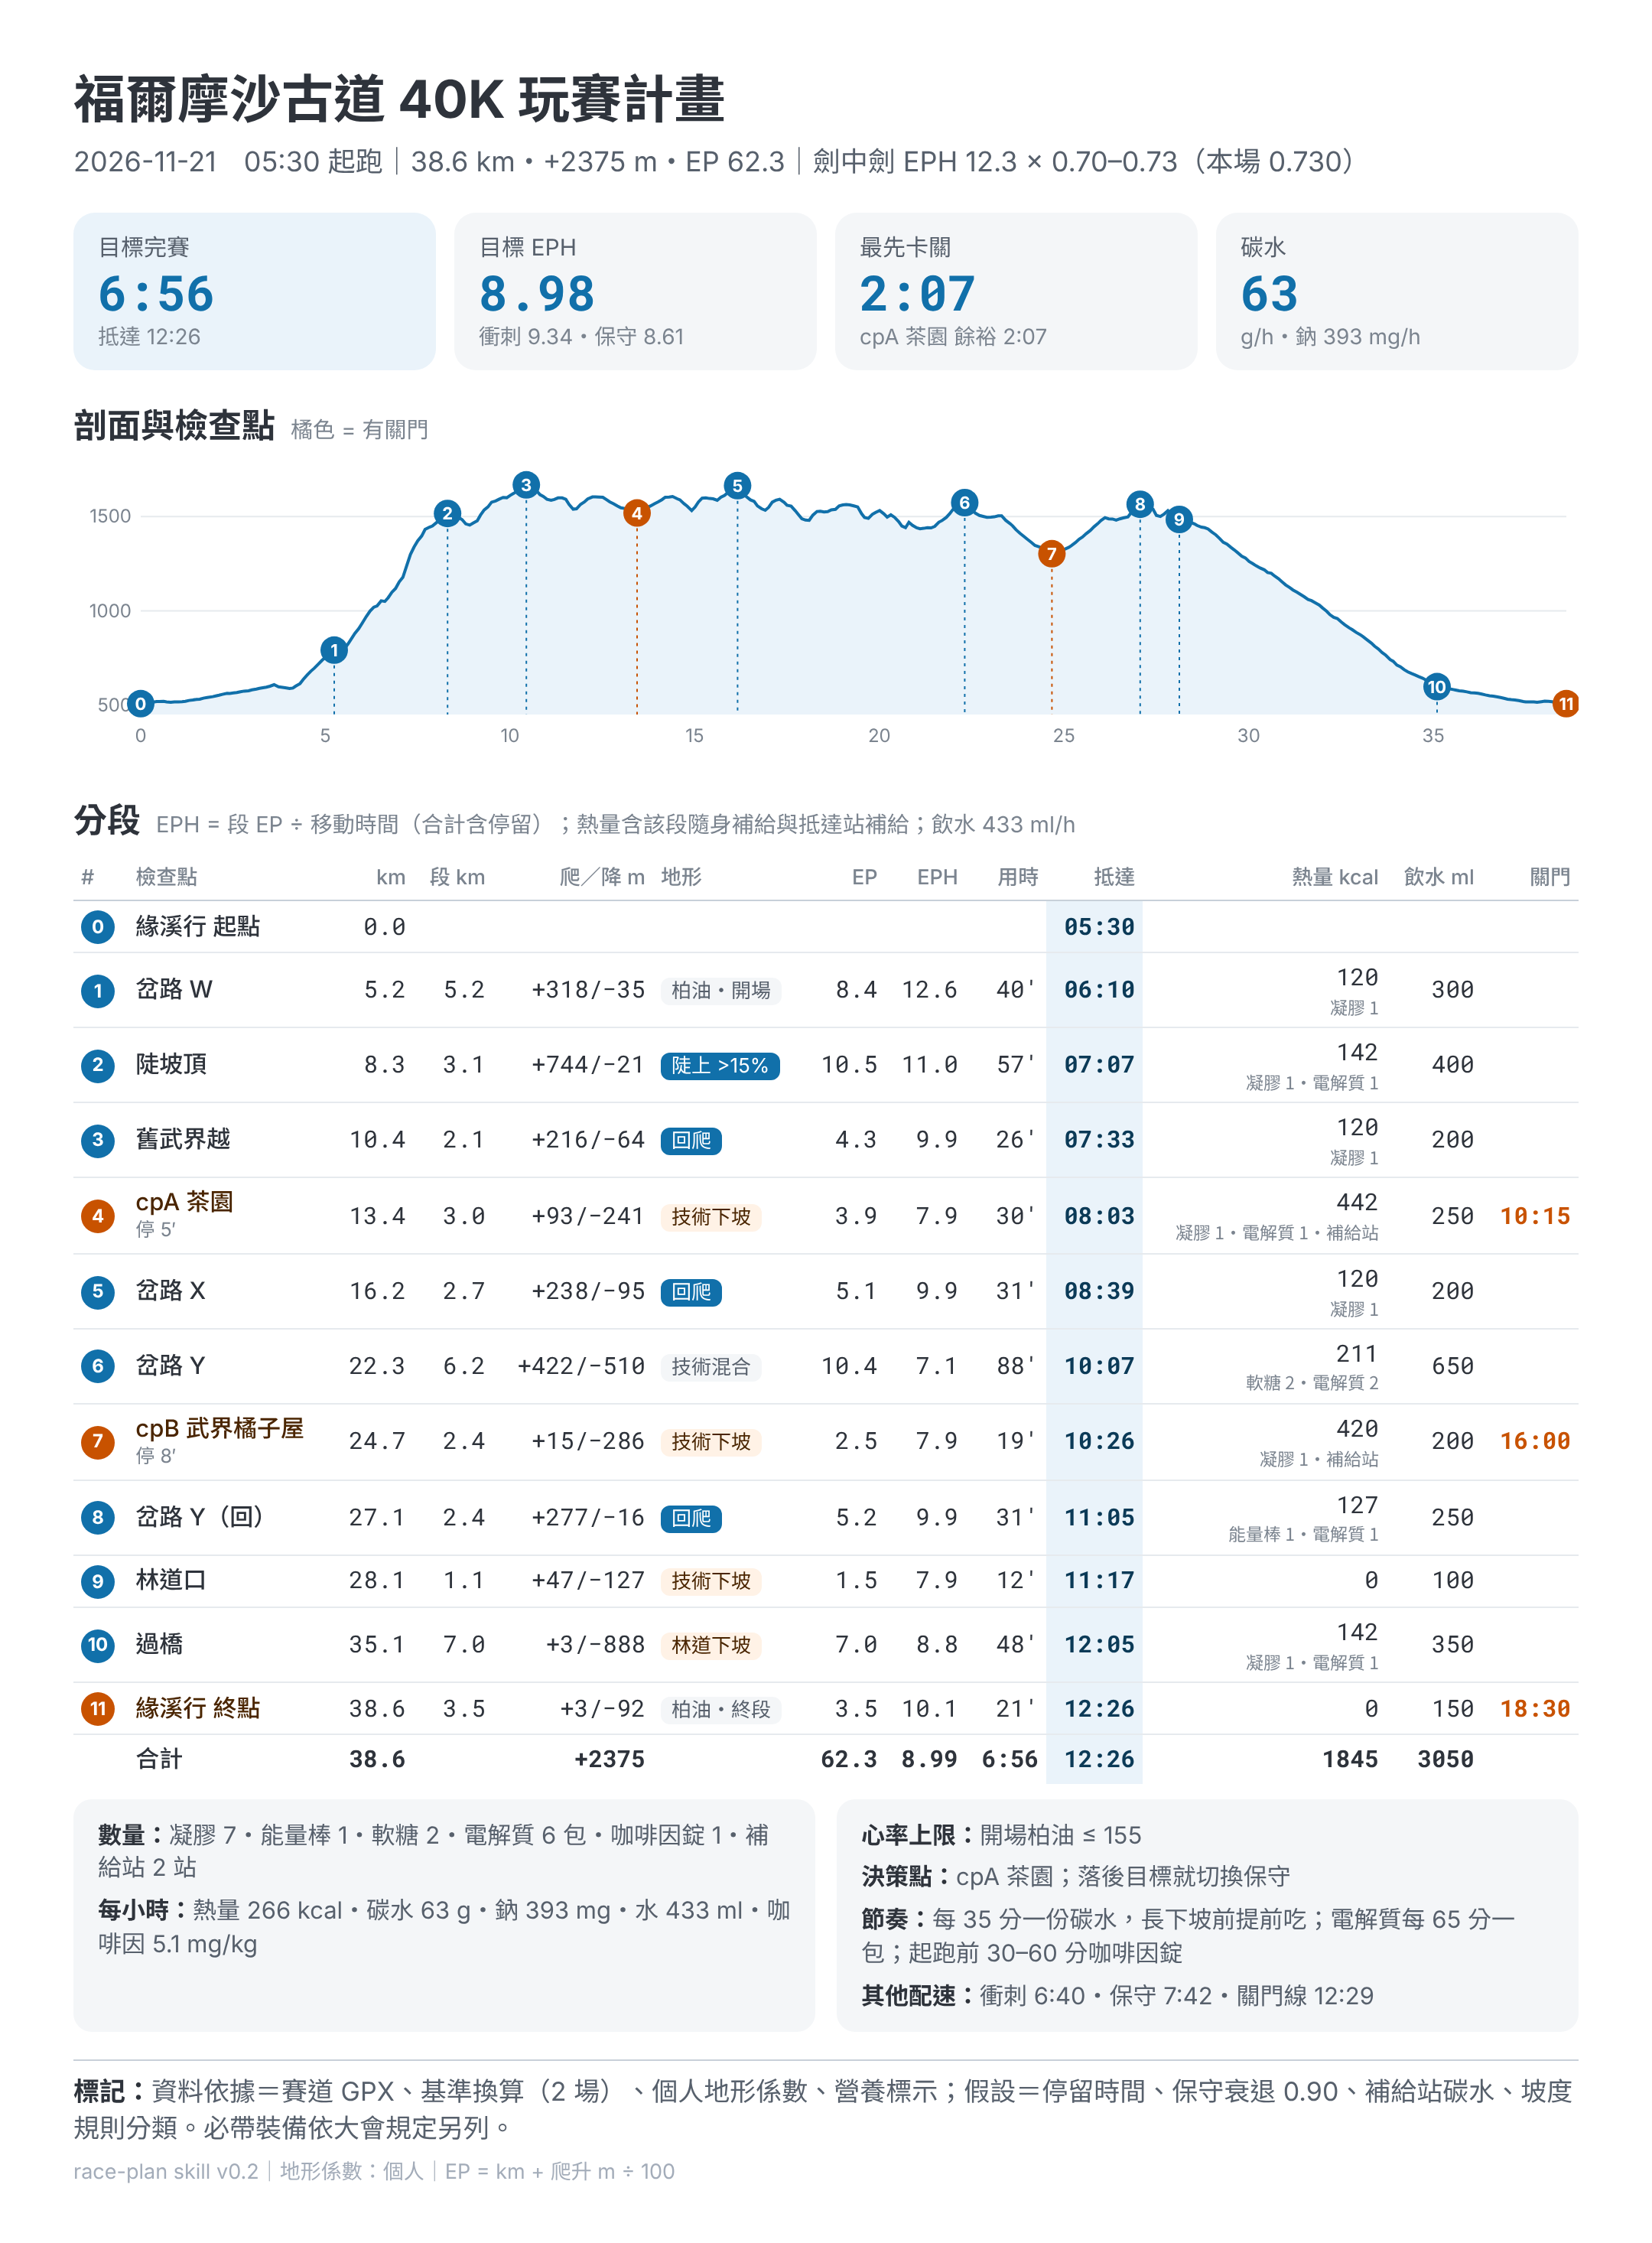 福爾摩沙古道 40K 玩賽計畫
2026-11-21　05:30 起跑｜38.6 km・+2375 m・EP 62.3｜劍中劍 EPH 12.3 × 0.70–0.73（本場 0.730）
目標完賽
6:56
抵達 12:26
目標 EPH
8.98
衝刺 9.34・保守 8.61
最先卡關
2:07
cpA 茶園 餘裕 2:07
碳水
63
g/h・鈉 393 mg/h
剖面與檢查點 橘色 = 有關門
1500
1000
500
0 1 2 3 4 5 6 7 8 9 10 11
0 5 10 15 20 25 30 35
分段 EPH = 段 EP ÷ 移動時間（合計含停留）；熱量含該段隨身補給與抵達站補給；飲水 433 ml/h
# 檢查點 km 段 km 爬／降 m 地形 EP EPH 用時 抵達 熱量 kcal 飲水 ml 關門
0 緣溪行 起點 0.0 05:30
1 岔路 W 5.2 5.2 +318/−35 柏油・開場 8.4 12.6 40' 06:10 120 300
凝膠 1
2 陡坡頂 8.3 3.1 +744/−21 陡上 >15% 10.5 11.0 57' 07:07 142 400
凝膠 1・電解質 1
3 舊武界越 10.4 2.1 +216/−64 回爬 4.3 9.9 26' 07:33 120 200
凝膠 1
4 cpA 茶園 13.4 3.0 +93/−241 技術下坡 3.9 7.9 30' 08:03 442 250 10:15
停 5′ 凝膠 1・電解質 1・補給站
5 岔路 X 16.2 2.7 +238/−95 回爬 5.1 9.9 31' 08:39 120 200
凝膠 1
6 岔路 Y 22.3 6.2 +422/−510 技術混合 10.4 7.1 88' 10:07 211 650
軟糖 2・電解質 2
7 cpB 武界橘子屋 24.7 2.4 +15/−286 技術下坡 2.5 7.9 19' 10:26 420 200 16:00
停 8′ 凝膠 1・補給站
8 岔路 Y（回） 27.1 2.4 +277/−16 回爬 5.2 9.9 31' 11:05 127 250
能量棒 1・電解質 1
9 林道口 28.1 1.1 +47/−127 技術下坡 1.5 7.9 12' 11:17 0 100
10 過橋 35.1 7.0 +3/−888 林道下坡 7.0 8.8 48' 12:05 142 350
凝膠 1・電解質 1
11 緣溪行 終點 38.6 3.5 +3/−92 柏油・終段 3.5 10.1 21' 12:26 0 150 18:30
合計 38.6 +2375 62.3 8.99 6:56 12:26 1845 3050
數量：凝膠 7・能量棒 1・軟糖 2・電解質 6 包・咖啡因錠 1・補
給站 2 站
每小時：熱量 266 kcal・碳水 63 g・鈉 393 mg・水 433 ml・咖
啡因 5.1 mg/kg
心率上限：開場柏油 ≤ 155
決策點：cpA 茶園；落後目標就切換保守
節奏：每 35 分一份碳水，長下坡前提前吃；電解質每 65 分一
包；起跑前 30–60 分咖啡因錠
其他配速：衝刺 6:40・保守 7:42・關門線 12:29
標記：資料依據＝賽道 GPX、基準換算（2 場）、個人地形係數、營養標示；假設＝停留時間、保守衰退 0.90、補給站碳水、坡度
規則分類。必帶裝備依大會規定另列。
race-plan skill v0.2｜地形係數：個人｜EP = km + 爬升 m ÷ 100